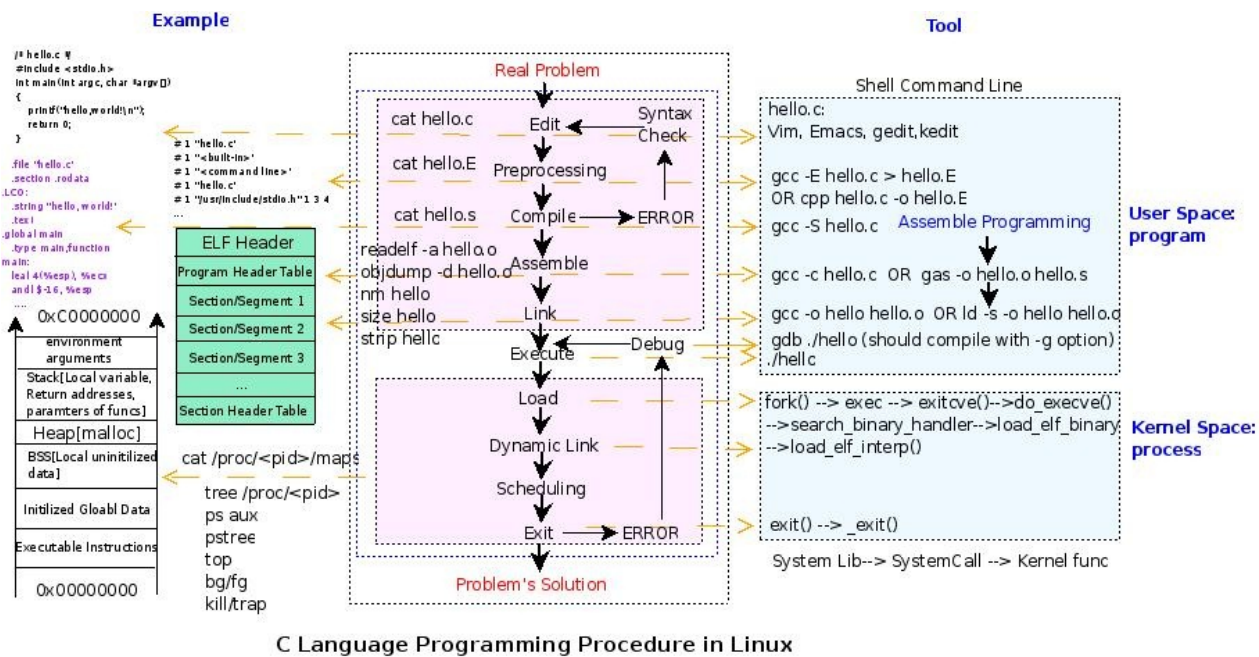 Example
Tool
/* hello.c */
#include <stdio.h>
int main(int argc, char *argv[])
{
printf("hello,world!\n");
return 0;
}
.file "hello.c"
.section .rodata
.LC0:
.string "hello, world!"
.text
.global main
.type main,function
main:
leal 4(%esp), %ecx
andl $-16, %esp
....
# 1 "hello.c"
# 1 "<built-in>"
# 1 "<command line>"
# 1 "hello.c"
# 1 "/usr/include/stdio.h" 1 3 4
...
ELF Header
Program Header Table
Section/Segment 1
Section/Segment 2
Section/Segment 3
...
Section Header Table
0xC0000000
environment
arguments
Stack[Local variable,
Return addresses,
paramters of funcs]
Heap[malloc]
BSS[Local uninitilized
data]
Initilized Gloabl Data
Executable Instructions
0x00000000
cat hello.c
cat hello.E
cat hello.s
readelf -a hello.o
objdump -d hello.o
nm hello
size hello
strip hellc
cat /proc/<pid>/maps
tree /proc/<pid>
ps aux
pstree
top
bg/fg
kill/trap
Real Problem
Edit
Syntax
Check
Preprocessing
Compile
ERROR
Assemble
Link
Execute
Debug
Load
Dynamic Link
Scheduling
Exit
ERROR
Problem's Solution
Shell Command Line
hello.c:
Vim, Emacs, gedit,kedit
gcc -E hello.c > hello.E
OR cpp hello.c -o hello.E
gcc -S hello.c
Assemble Programming
gcc -c hello.c OR gas -o hello.o hello.s
gcc -o hello hello.o OR ld -s -o hello hello.o
gdb ./hello (should compile with -g option)
./hellc
User Space:
program
fork() --> exec --> exitcve()-->do_execve()
-->search_binary_handler-->load_elf_binary
-->load_elf_interp()
exit() --> _exit()
Kernel Space:
process
System Lib--> SystemCall --> Kernel func
C Language Programming Procedure in Linux